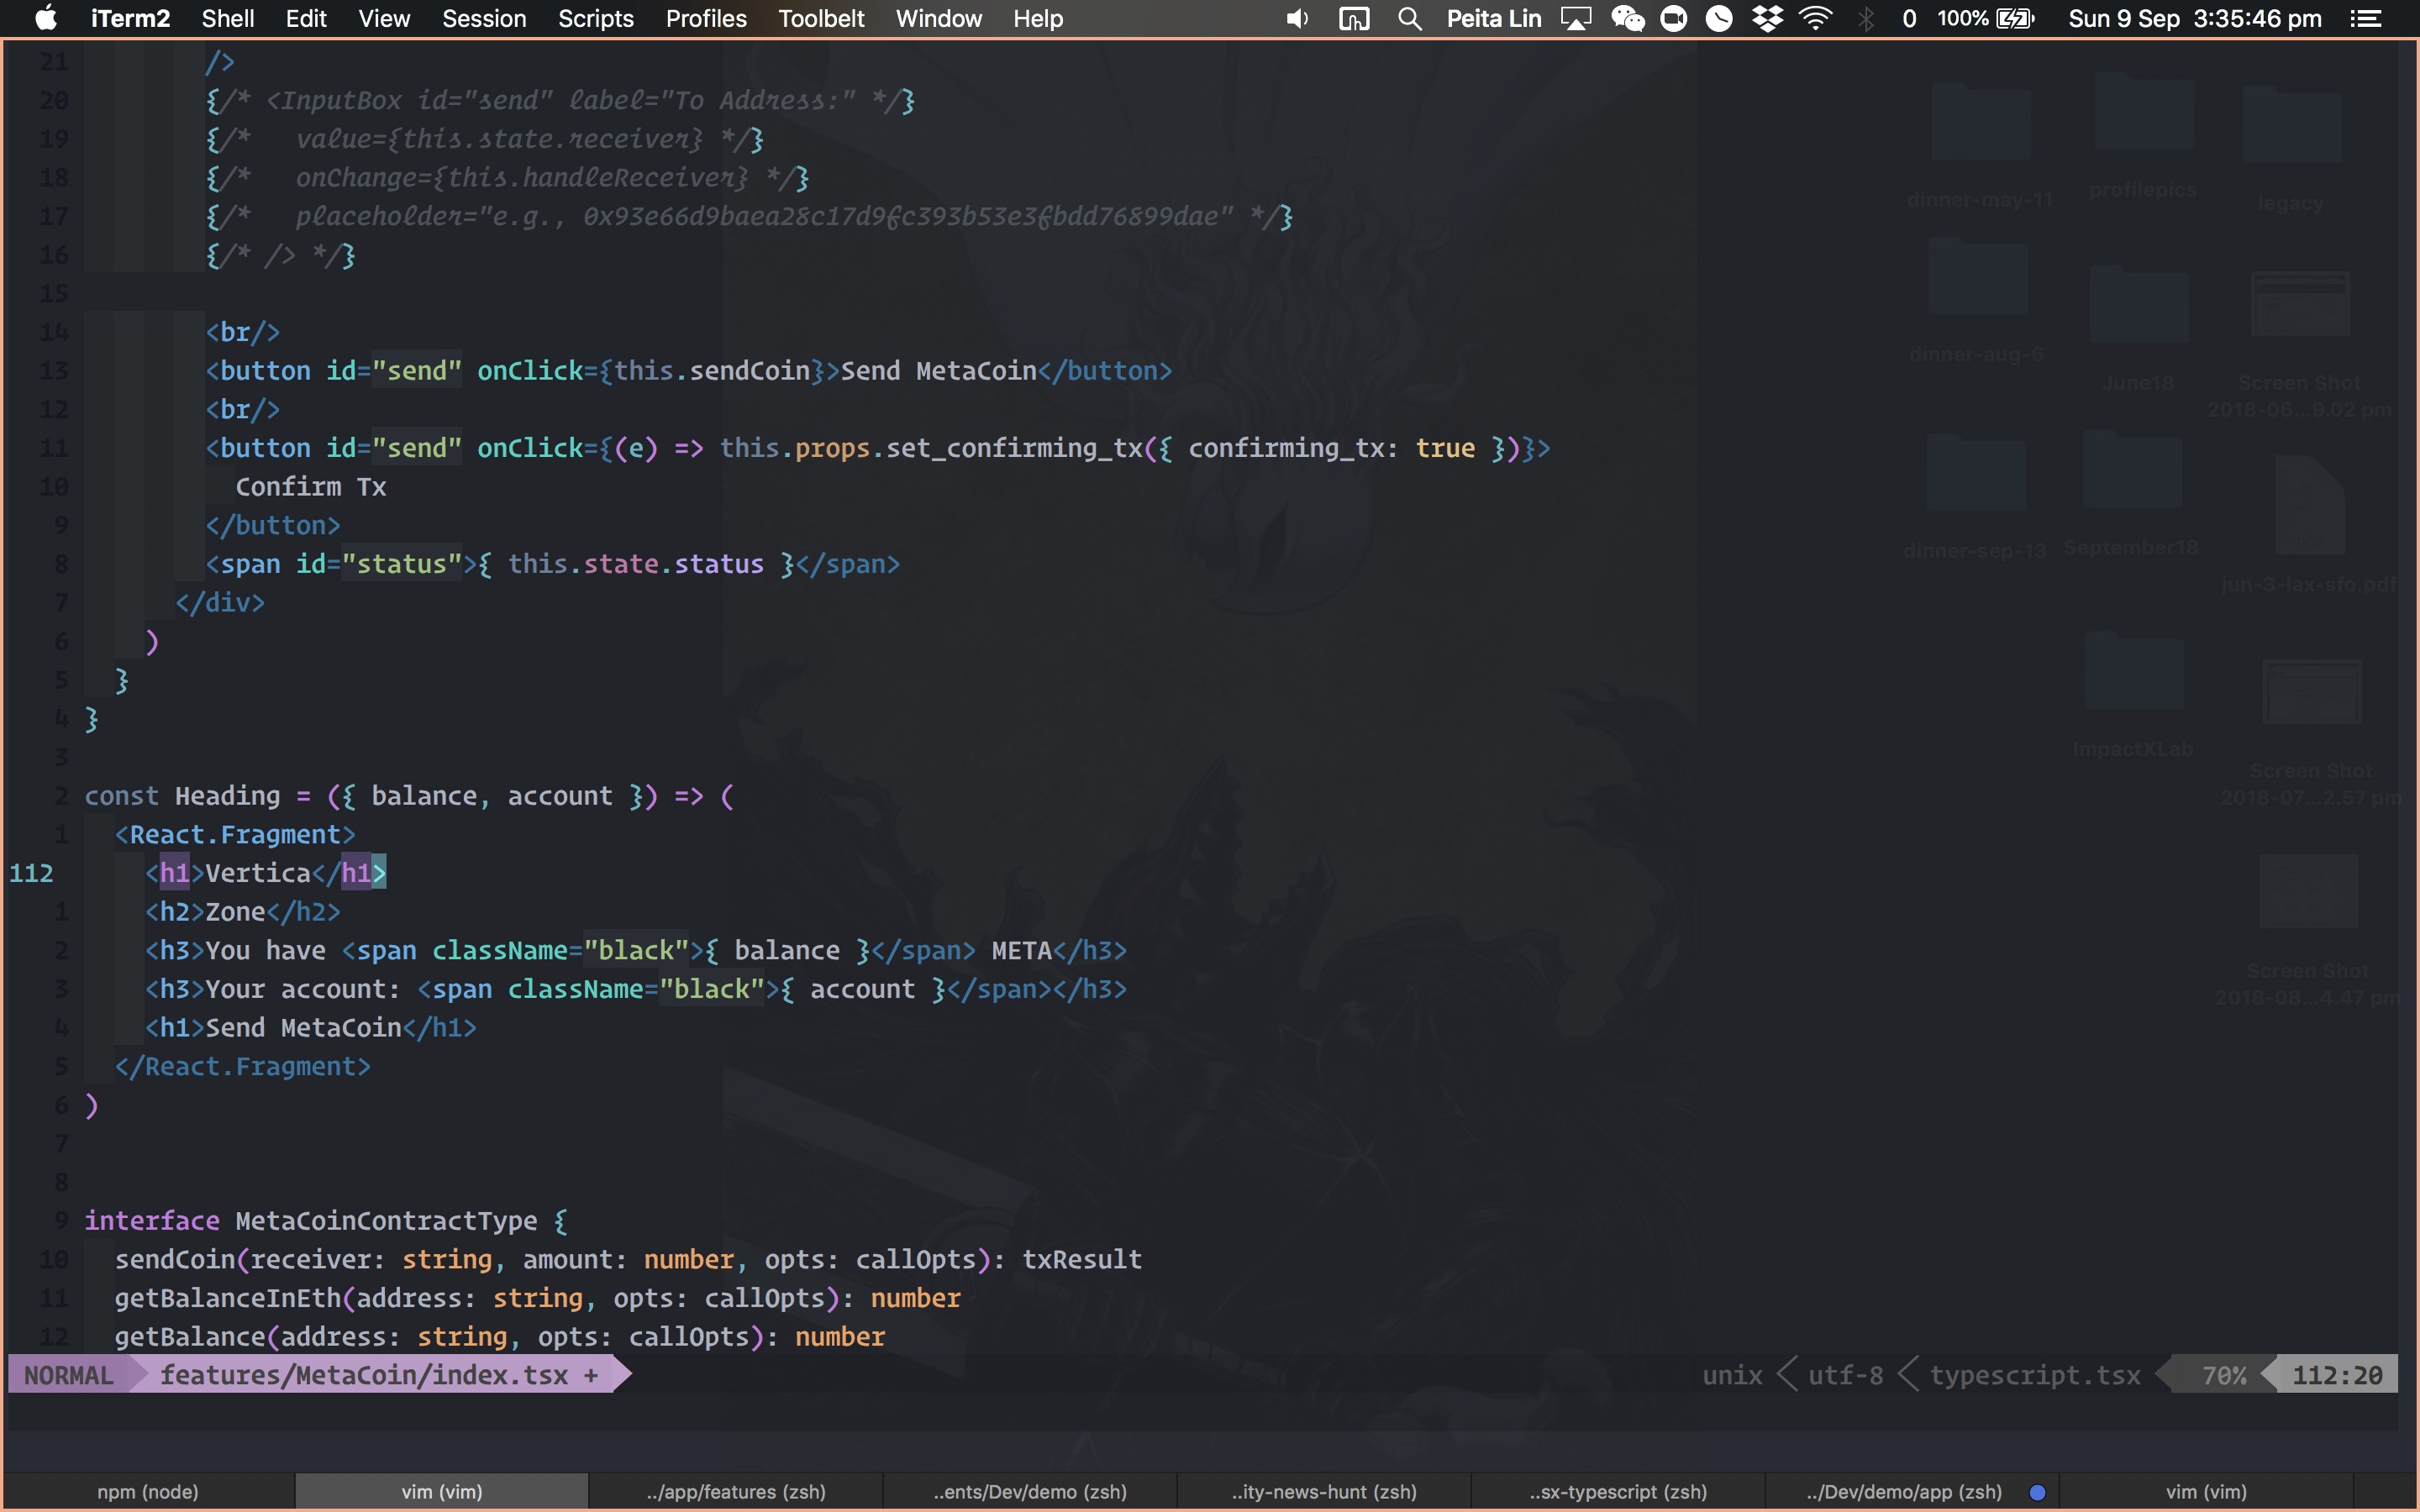 iTerm2 Shell Edit View Session Scripts Profiles Toolbelt Window Help Peita Lin 0 100% Sun 9 Sep 3:35:46 pm
21 />
20 {/* <InputBox id="send" label="To Address:" */}
19 {/*   value={this.state.receiver} */}
18 {/*   onChange={this.handleReceiver} */}
17 {/*   placeholder="e.g., 0x93e66d9baea28c17d9fc393b53e3fbdd76899dae" */}
16 {/* /> */}
15
14 <br/>
13 <button id="send" onClick={this.sendCoin}>Send MetaCoin</button>
12 <br/>
11 <button id="send" onClick={(e) => this.props.set_confirming_tx({ confirming_tx: true })}>
10 Confirm Tx
9 </button>
8 <span id="status">{ this.state.status }</span>
7 </div>
6 )
5 }
4 }
3
2 const Heading = ({ balance, account }) => (
1 <React.Fragment>
112 <h1>Vertica</h1>
1 <h2>Zone</h2>
2 <h3>You have <span className="black">{ balance }</span> META</h3>
3 <h3>Your account: <span className="black">{ account }</span></h3>
4 <h1>Send MetaCoin</h1>
5 </React.Fragment>
6 )
7
8
9 interface MetaCoinContractType {
10 sendCoin(receiver: string, amount: number, opts: callOpts): txResult
11 getBalanceInEth(address: string, opts: callOpts): number
12 getBalance(address: string, opts: callOpts): number
NORMAL features/MetaCoin/index.tsx + unix utf-8 typescript.tsx 70% 112:20
dinner-may-11 profilepics legacy
dinner-aug-6 June18 Screen Shot
2018-06...9.02 pm
dinner-sep-13 September18 jun-3-lax-sfo.pdf
ImpactXLab Screen Shot
2018-07...2.57 pm
Screen Shot
2018-08...4.47 pm
npm (node) vim (vim) ../app/features (zsh) ..ents/Dev/demo (zsh) ..ity-news-hunt (zsh) ..sx-typescript (zsh) ../Dev/demo/app (zsh) vim (vim)